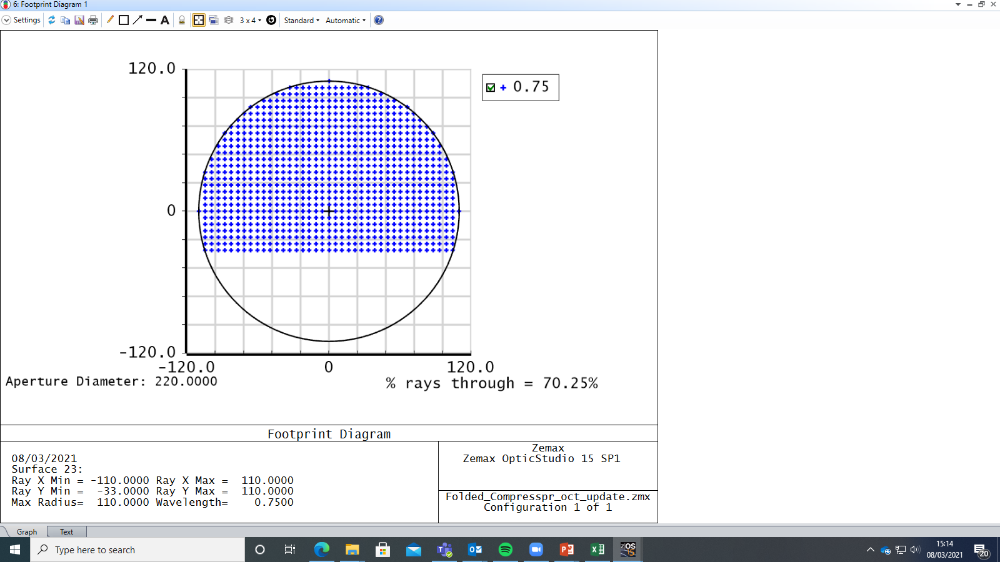 6: Footprint Diagram 1
Settings
A
3 x 4
Standard
Automatic
120.0
0.75
0
-120.0
-120.0
0
120.0
Aperture Diameter: 220.0000
% rays through = 70.25%
Footprint Diagram
08/03/2021
Surface 23:
Ray X Min = -110.0000 Ray X Max = 110.0000
Ray Y Min = -33.0000 Ray Y Max = 110.0000
Max Radius= 110.0000 Wavelength= 0.7500
Zemax
Zemax OpticStudio 15 SP1
Folded_Compresspr_oct_update.zmx
Configuration 1 of 1
Graph
Text
Type here to search
zOS
15
15:14
08/03/2021
20